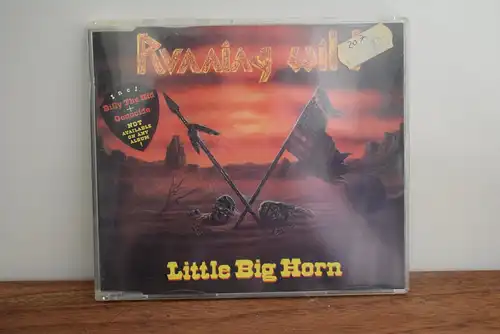 Running wild
Incl
Billy The Kid
+
Genocide
NOT
AVAILABLE
ON ANY
ALBUM
!
Little Big Horn